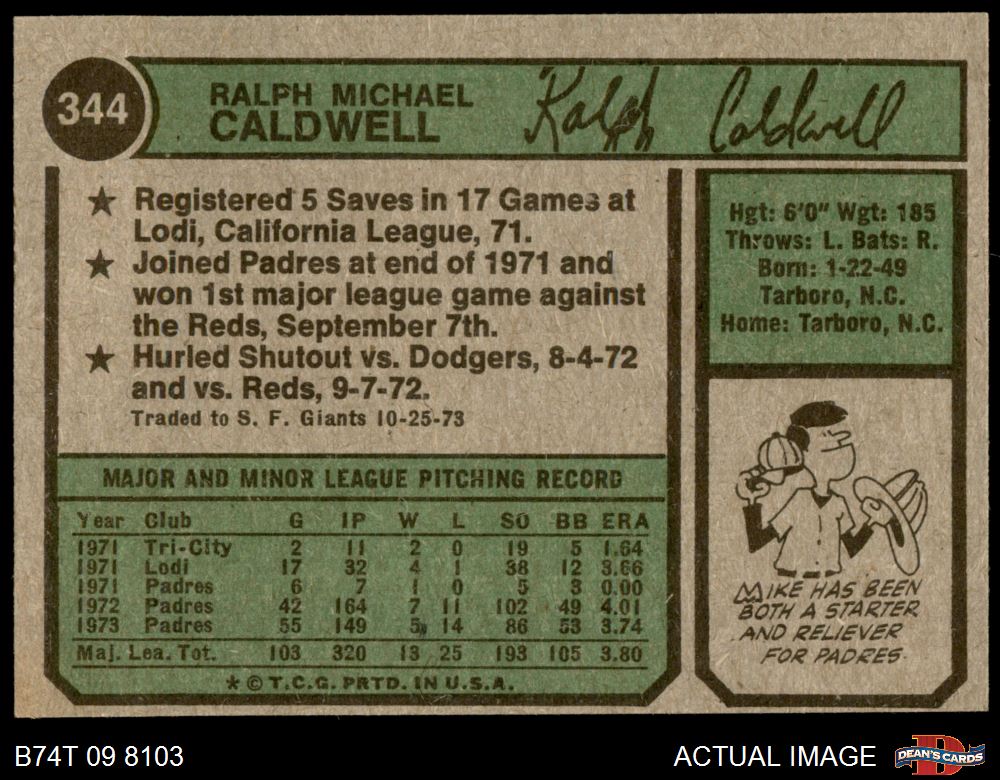 344
RALPH MICHAEL
CALDWELL
Ralph Caldwell
★ Registered 5 Saves in 17 Games at
Lodi, California League, 71.
★ Joined Padres at end of 1971 and
won 1st major league game against
the Reds, September 7th.
★ Hurled Shutout vs. Dodgers, 8-4-72
and vs. Reds, 9-7-72.
Traded to S. F. Giants 10-25-73
Hgt: 6'0" Wgt: 185
Throws: L. Bats: R.
Born: 1-22-49
Tarboro, N.C.
Home: Tarboro, N.C.
MAJOR AND MINOR LEAGUE PITCHING RECORD
Year Club G IP W L SO BB ERA
1971 Tri-City 2 11 2 0 19 5 1.64
1971 Lodi 17 32 4 1 38 12 3.66
1971 Padres 6 7 1 0 5 3 0.00
1972 Padres 42 164 7 11 102 49 4.01
1973 Padres 55 149 5 14 86 53 3.74
Maj. Lea. Tot. 103 320 13 25 193 105 3.80
★ © T.C.G. PRTD. IN U.S.A.
MIKE HAS BEEN
BOTH A STARTER
AND RELIEVER
FOR PADRES.
B74T 09 8103
ACTUAL IMAGE
DEAN'S CARDS